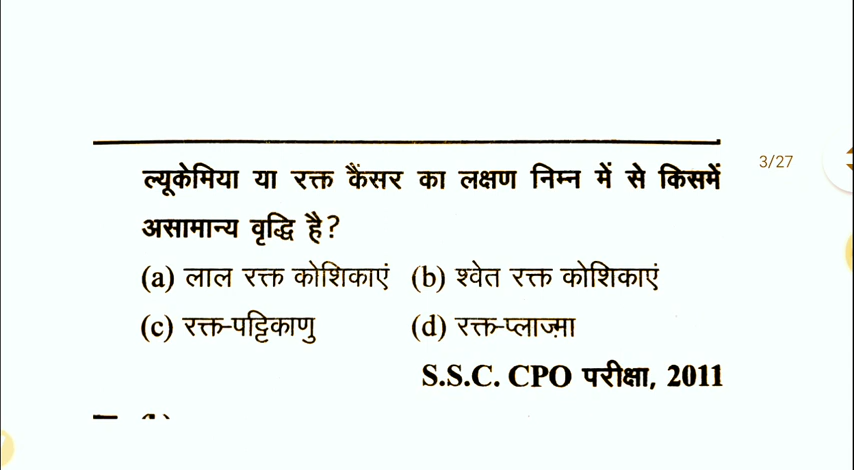 3/27
ल्यूकेमिया या रक्त कैंसर का लक्षण निम्न में से किसमें
असामान्य वृद्धि है?
(a) लाल रक्त कोशिकाएं (b) श्वेत रक्त कोशिकाएं
(c) रक्त-पट्टिकाणु (d) रक्त-प्लाज़्मा
S.S.C. CPO परीक्षा, 2011